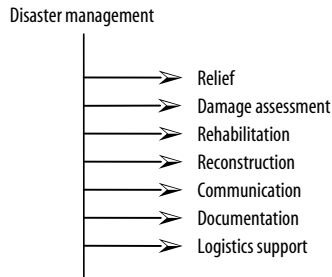 Disaster management
Relief
Damage assessment
Rehabilitation
Reconstruction
Communication
Documentation
Logistics support